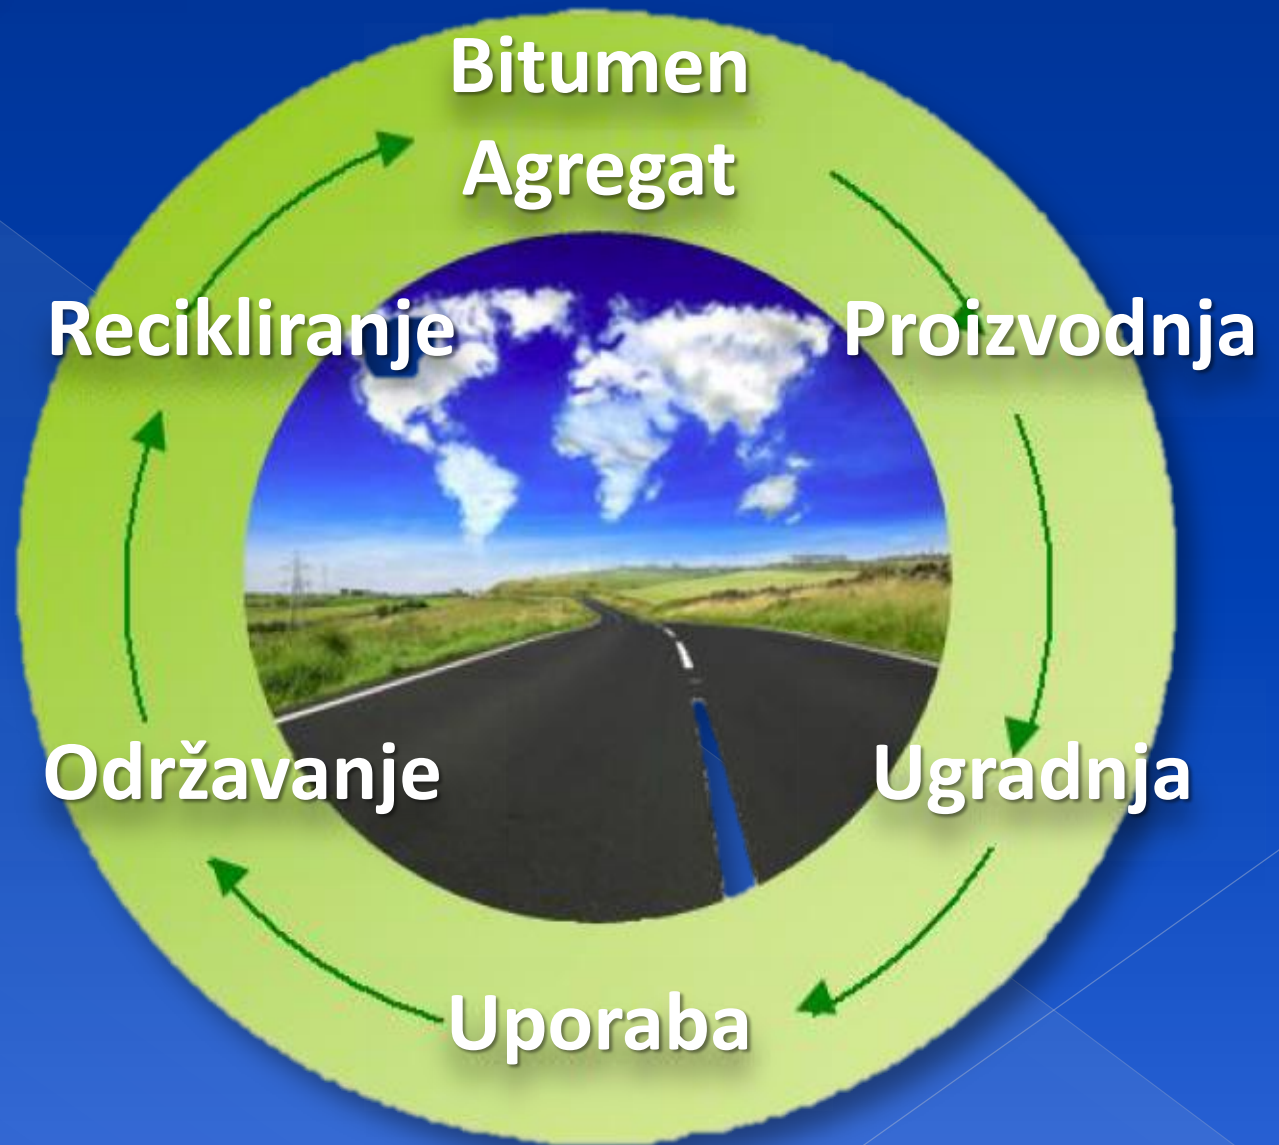 Bitumen
Agregat
Recikliranje
Proizvodnja
Održavanje
Ugradnja
Uporaba